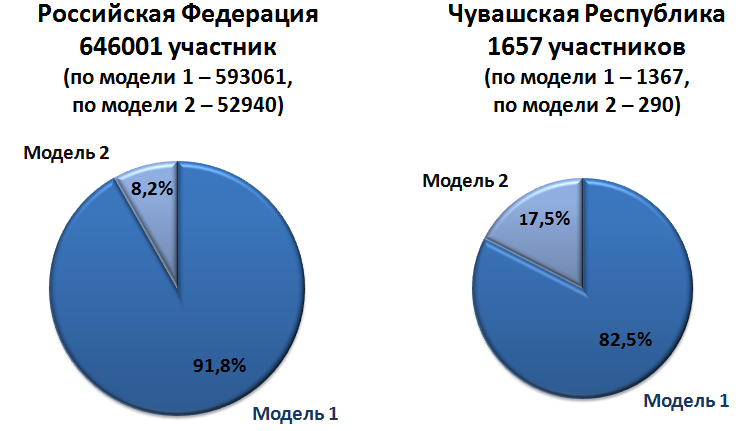 Российская Федерация
646001 участник
(по модели 1 – 593061,
по модели 2 – 52940)
Модель 2
8,2%
91,8%
Модель 1
Чувашская Республика
1657 участников
(по модели 1 – 1367,
по модели 2 – 290)
Модель 2
17,5%
82,5%
Модель 1